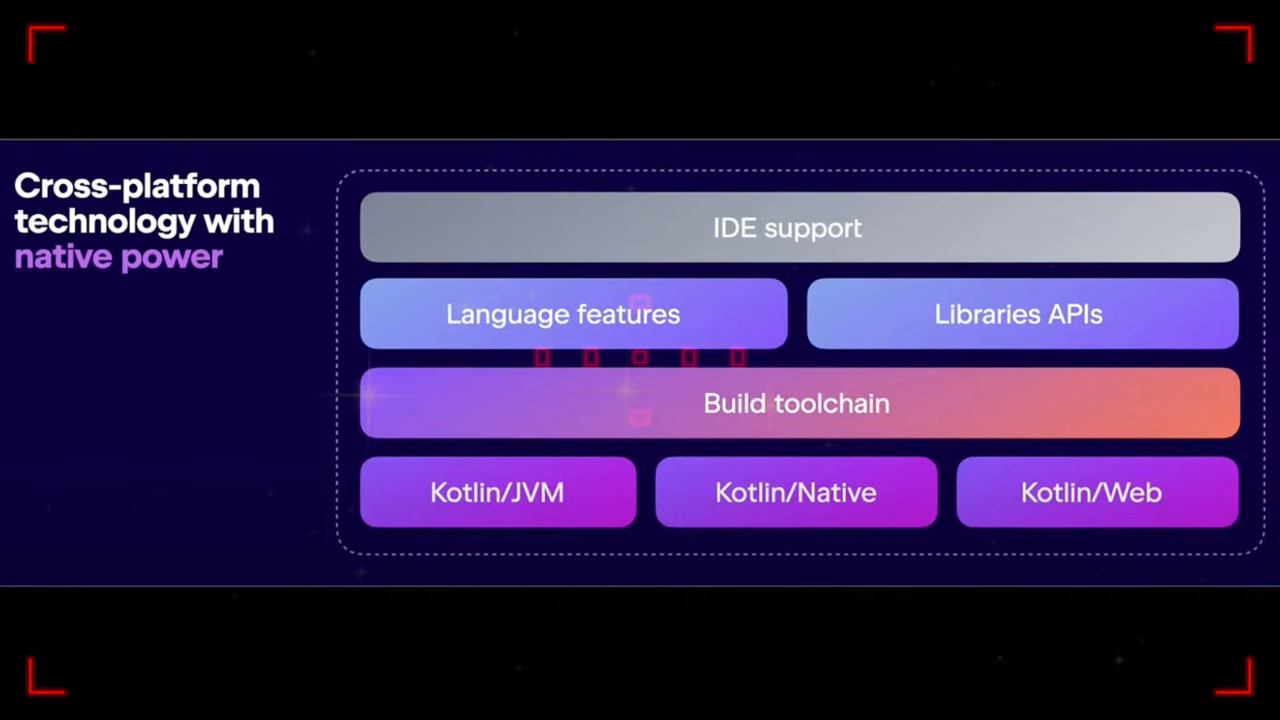 Cross-platform
technology with
native power
IDE support
Language features
Libraries APIs
Build toolchain
Kotlin/JVM
Kotlin/Native
Kotlin/Web